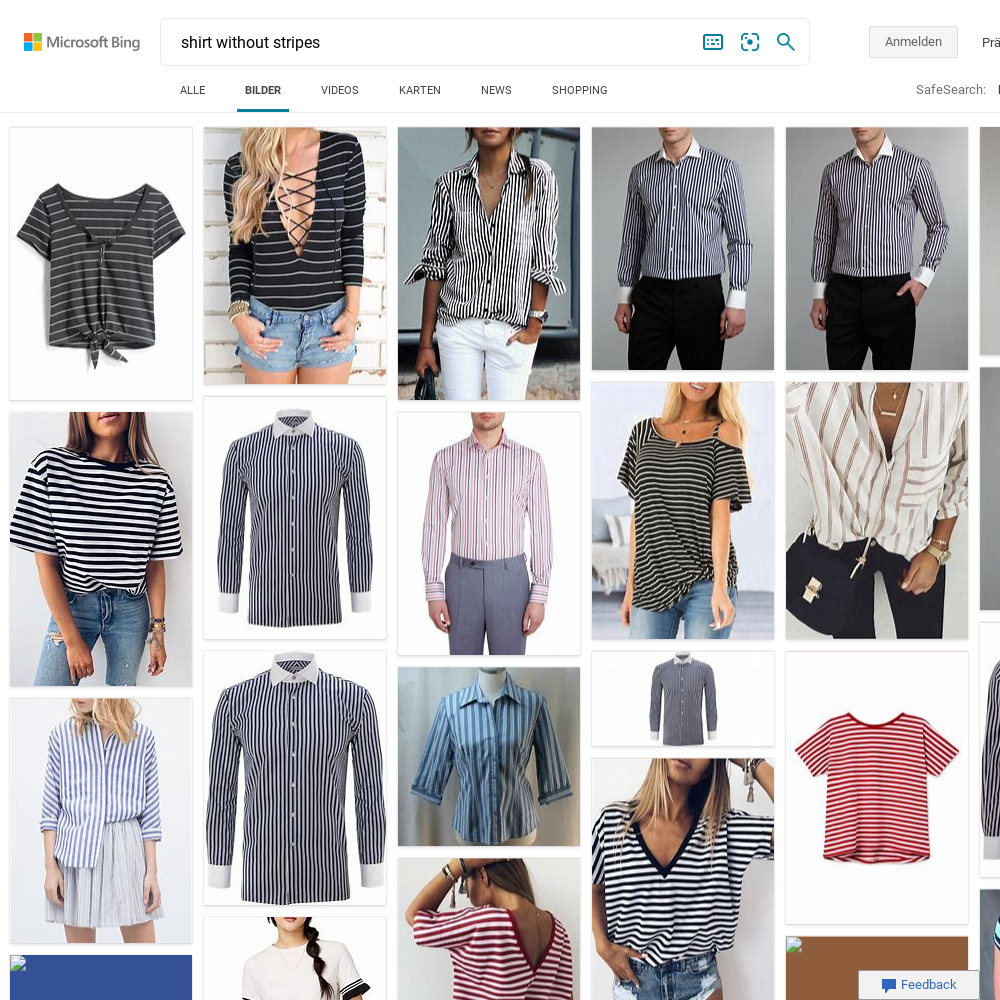 Microsoft Bing
shirt without stripes
Anmelden
Prä
ALLE
BILDER
VIDEOS
KARTEN
NEWS
SHOPPING
SafeSearch:
Feedback